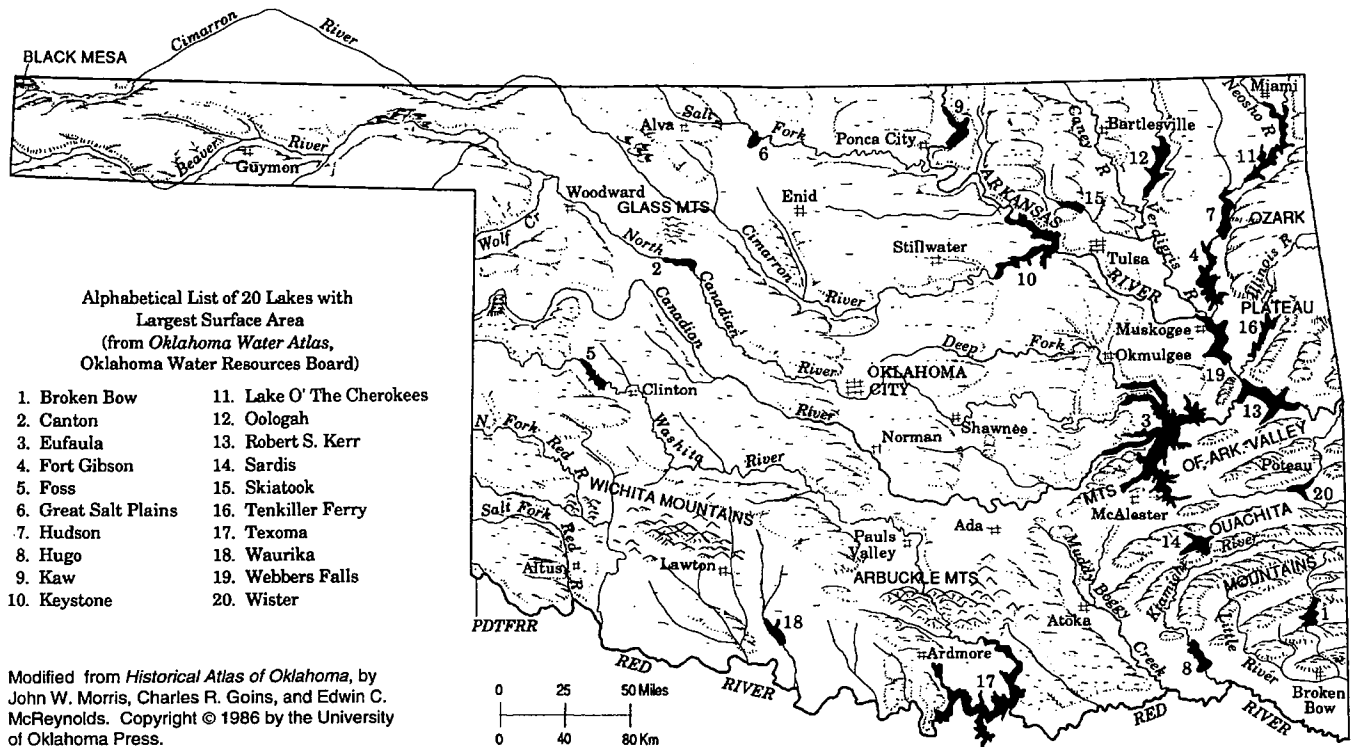 Cimarron River
BLACK MESA
Beaver River
Guymon
Salt Fork
Alva
6
Ponca City
9
Caney R
Bartlesville
12
Neosho R
Miami
11
Woodward
GLASS MTS
Enid
ARKANSAS RIVER
15
Verdigris R
7
OZARK PLATEAU
Wolf Cr.
North Canadian River
2
Cimarron River
Stillwater
10
Tulsa
4
Illinois R
16
Canadian River
Muskogee
Deep Fork
Okmulgee
19
5
Clinton
OKLAHOMA
CITY
13
Shawnee
3
Norman
Washita River
N. Fork Red R
OF ARK. VALLEY
Poteau
20
MTS
McAlester
WICHITA MOUNTAINS
Salt Fork Red R
Ada
Pauls
Valley
OUACHITA MOUNTAINS
14
Kiamichi River
Altus
Lawton
ARBUCKLE MTS
Muddy Boggy Creek
Atoka
Little River
1
PDTFRR
18
Ardmore
17
8
RED RIVER
Broken
Bow
RED RIVER
Alphabetical List of 20 Lakes with
Largest Surface Area
(from Oklahoma Water Atlas,
Oklahoma Water Resources Board)
1. Broken Bow
2. Canton
3. Eufaula
4. Fort Gibson
5. Foss
6. Great Salt Plains
7. Hudson
8. Hugo
9. Kaw
10. Keystone
11. Lake O' The Cherokees
12. Oologah
13. Robert S. Kerr
14. Sardis
15. Skiatook
16. Tenkiller Ferry
17. Texoma
18. Waurika
19. Webbers Falls
20. Wister
Modified from Historical Atlas of Oklahoma, by
John W. Morris, Charles R. Goins, and Edwin C.
McReynolds. Copyright © 1986 by the University
of Oklahoma Press.
0 25 50 Miles
0 40 80 Km